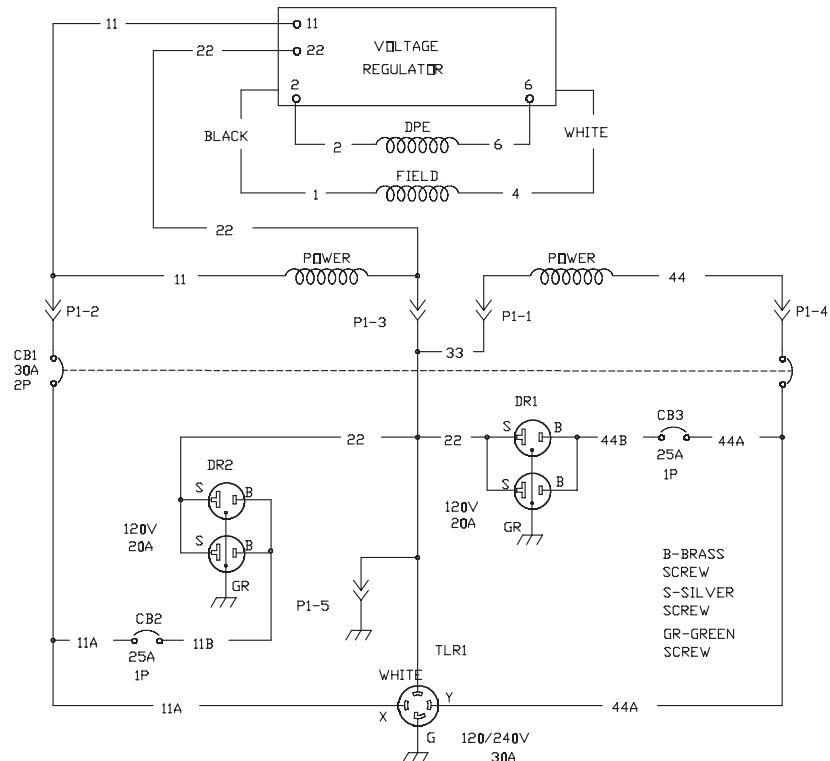 11
11
22
22
VOLTAGE
REGULATOR
2
6
BLACK
WHITE
DPE
2
6
FIELD
1
4
22
POWER
POWER
11
44
P1-2
P1-3
P1-1
P1-4
33
CB1
30A
2P
DR1
S
B
CB3
22
22
44B
44A
25A
1P
DR2
S
B
S
B
120V
20A
120V
20A
GR
S
B
GR
P1-5
B-BRASS
SCREW
S-SILVER
SCREW
GR-GREEN
SCREW
CB2
11A
11B
25A
1P
TLR1
WHITE
X
Y
11A
44A
G
120/240V
30A